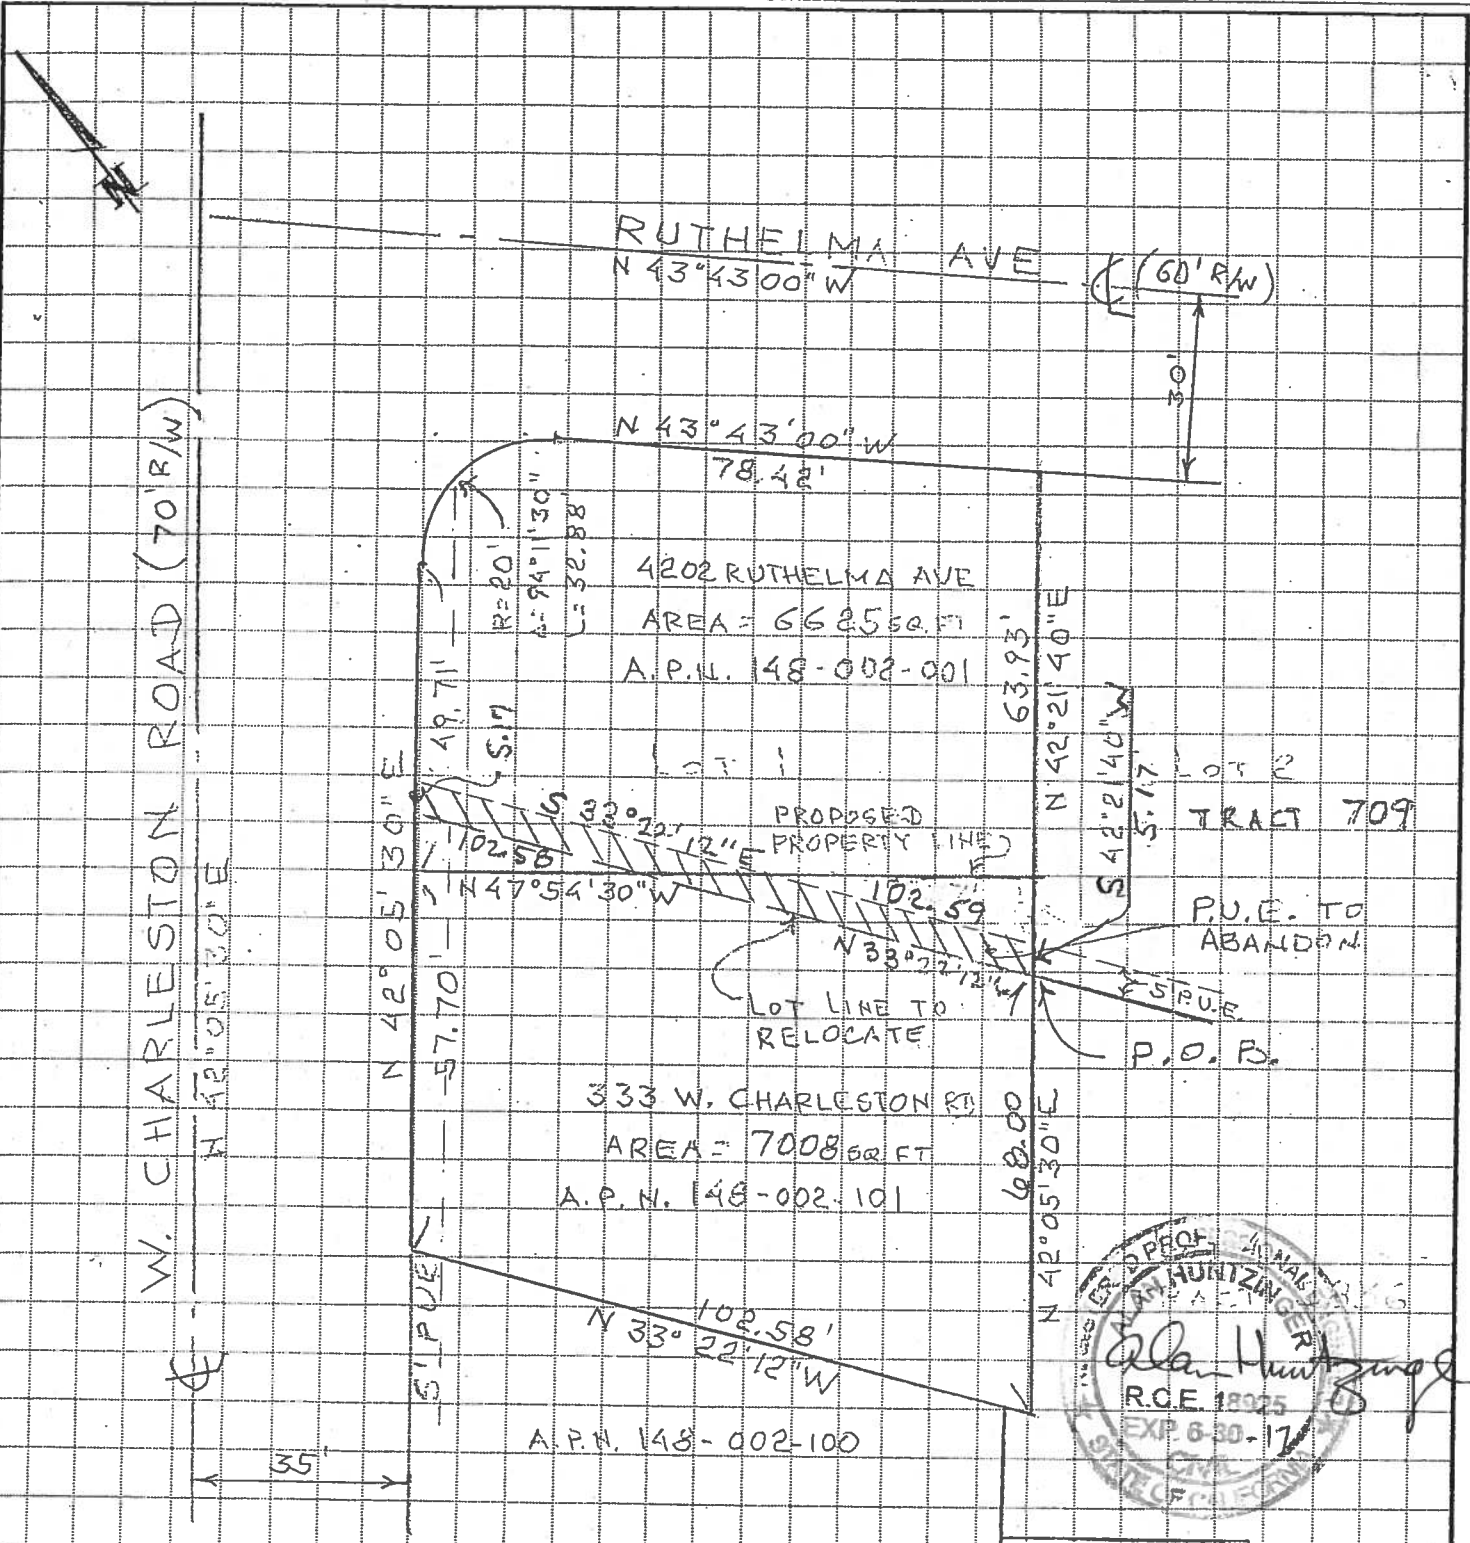 N
RUTHELMA AVE
N 43°43'00" W
(60' R/W)
30'
W. CHARLESTON ROAD (70' R/W)
N 42°05'30" E
N 43°43'00" W
78.42'
R=20'
Δ=94°11'30"
L=32.88'
4202 RUTHELMA AVE
AREA = 6625 SQ.FT
A.P.N. 148-002-001
63.93'
N 42°21'40" E
49.71'
5.17
LOT 1
S 42°21'40" W
5.17
LOT 2
TRACT 709
N 42°05'30" E
S 33°22'12" E
102.58
PROPOSED
PROPERTY LINE
N 47°54'30" W
102.59
N 33°22'12" W
P.U.E. TO
ABANDON
5' P.U.E.
57.70'
LOT LINE TO
RELOCATE
P.O.B.
333 W. CHARLESTON RD
AREA = 7008 SQ FT
A.P.N. 148-002-101
68.00
N 42°05'30" E
5' PUE
102.58'
N 33° 22'12" W
A.P.N. 148-002-100
35'
ALAN HUNTZINGER
Alan Huntzinger
R.C.E. 18925
EXP. 6-30-17
CIVIL
STATE OF CALIFORNIA